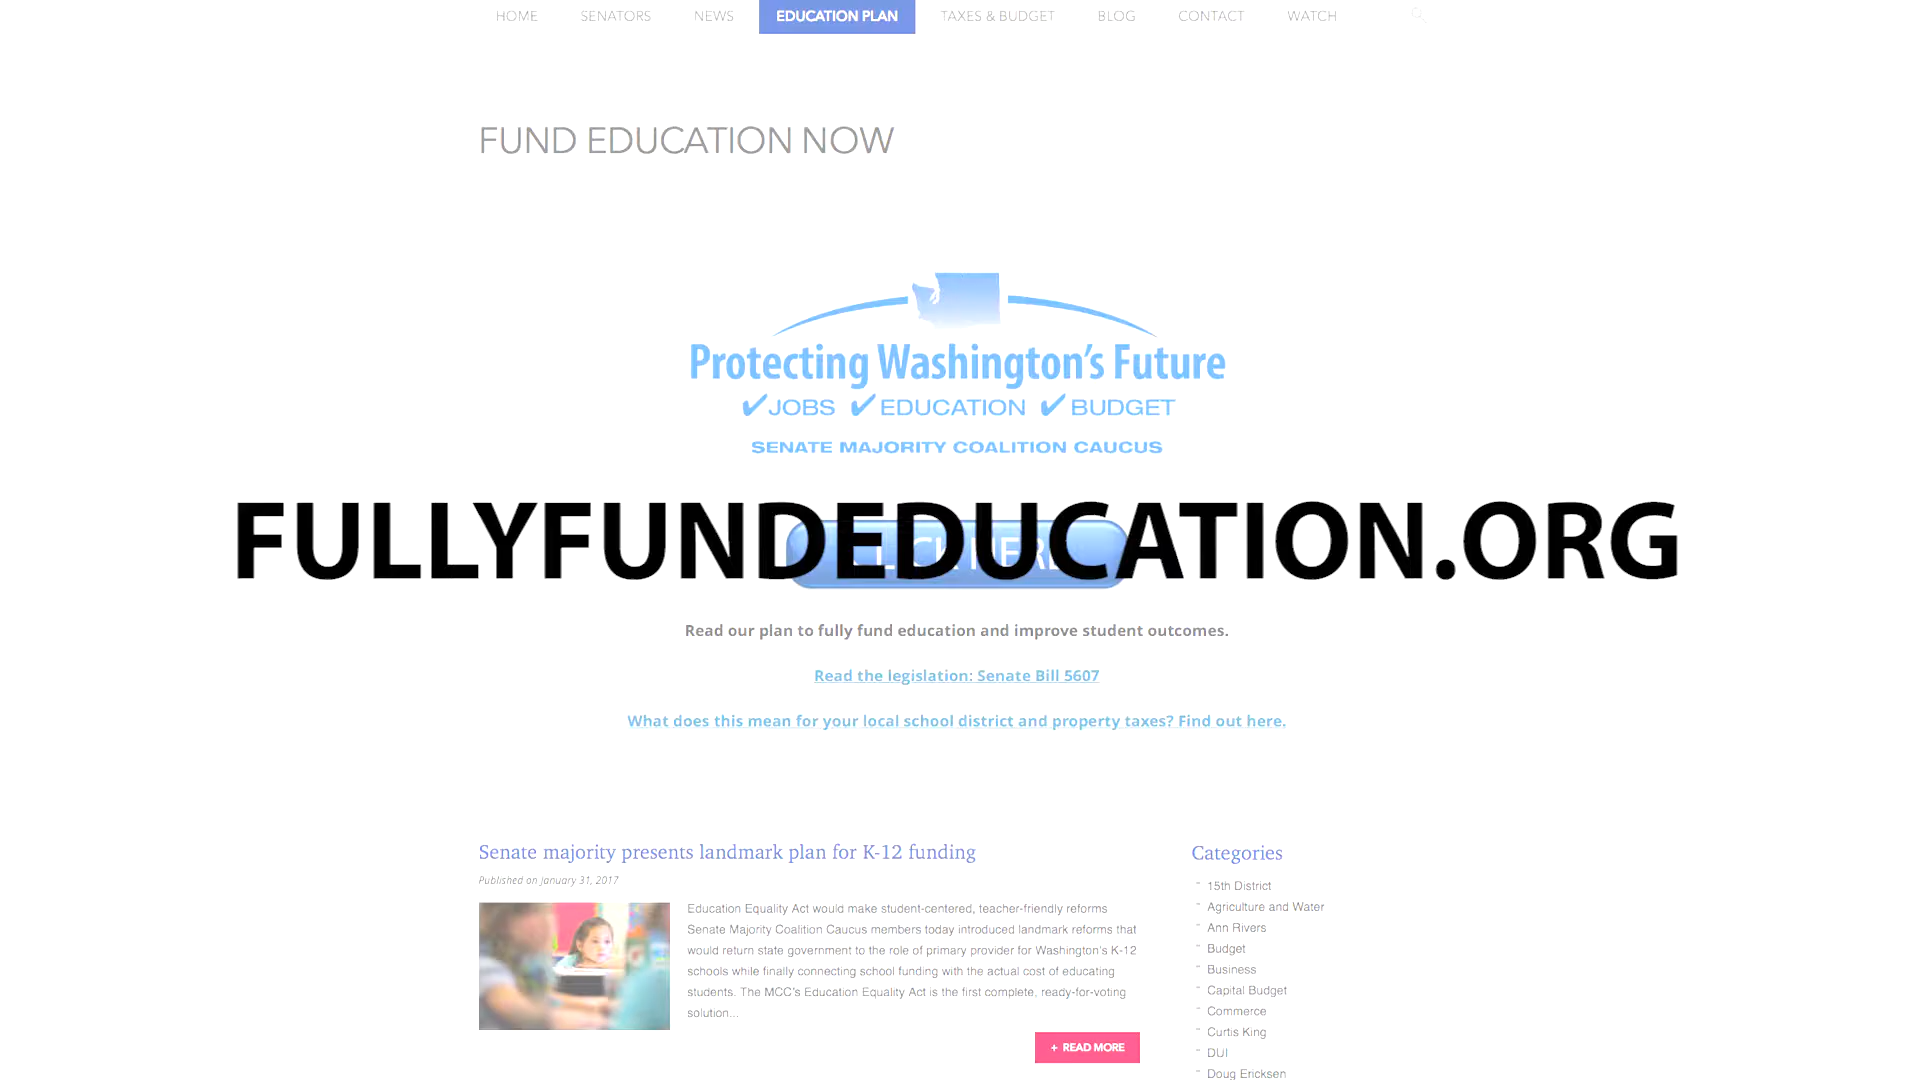 HOME SENATORS NEWS EDUCATION PLAN TAXES & BUDGET BLOG CONTACT WATCH
FUND EDUCATION NOW
Protecting Washington's Future
✔JOBS ✔EDUCATION ✔BUDGET
SENATE MAJORITY COALITION CAUCUS
FULLYFUNDEDUCATION.ORG
Read our plan to fully fund education and improve student outcomes.
Read the legislation: Senate Bill 5607
What does this mean for your local school district and property taxes? Find out here.
Senate majority presents landmark plan for K-12 funding
Published on January 31, 2017
Education Equality Act would make student-centered, teacher-friendly reforms
Senate Majority Coalition Caucus members today introduced landmark reforms that
would return state government to the role of primary provider for Washington's K-12
schools while finally connecting school funding with the actual cost of educating
students. The MCC's Education Equality Act is the first complete, ready-for-voting
solution...
+ READ MORE
Categories
15th District
Agriculture and Water
Ann Rivers
Budget
Business
Capital Budget
Commerce
Curtis King
DUI
Doug Ericksen